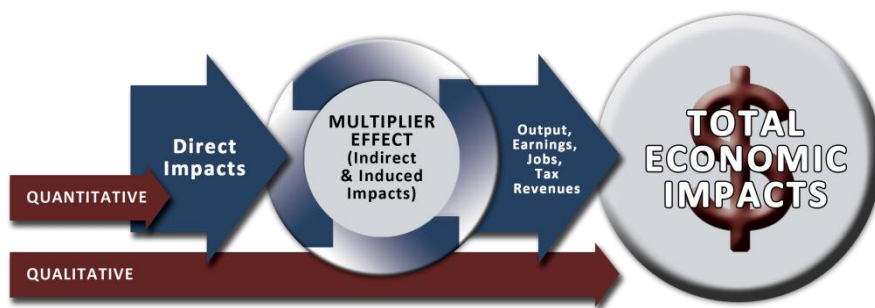 Direct
Impacts
MULTIPLIER
EFFECT
(Indirect
& Induced
Impacts)
Output,
Earnings,
Jobs,
Tax
Revenues
TOTAL
ECONOMIC
IMPACTS
QUANTITATIVE
QUALITATIVE